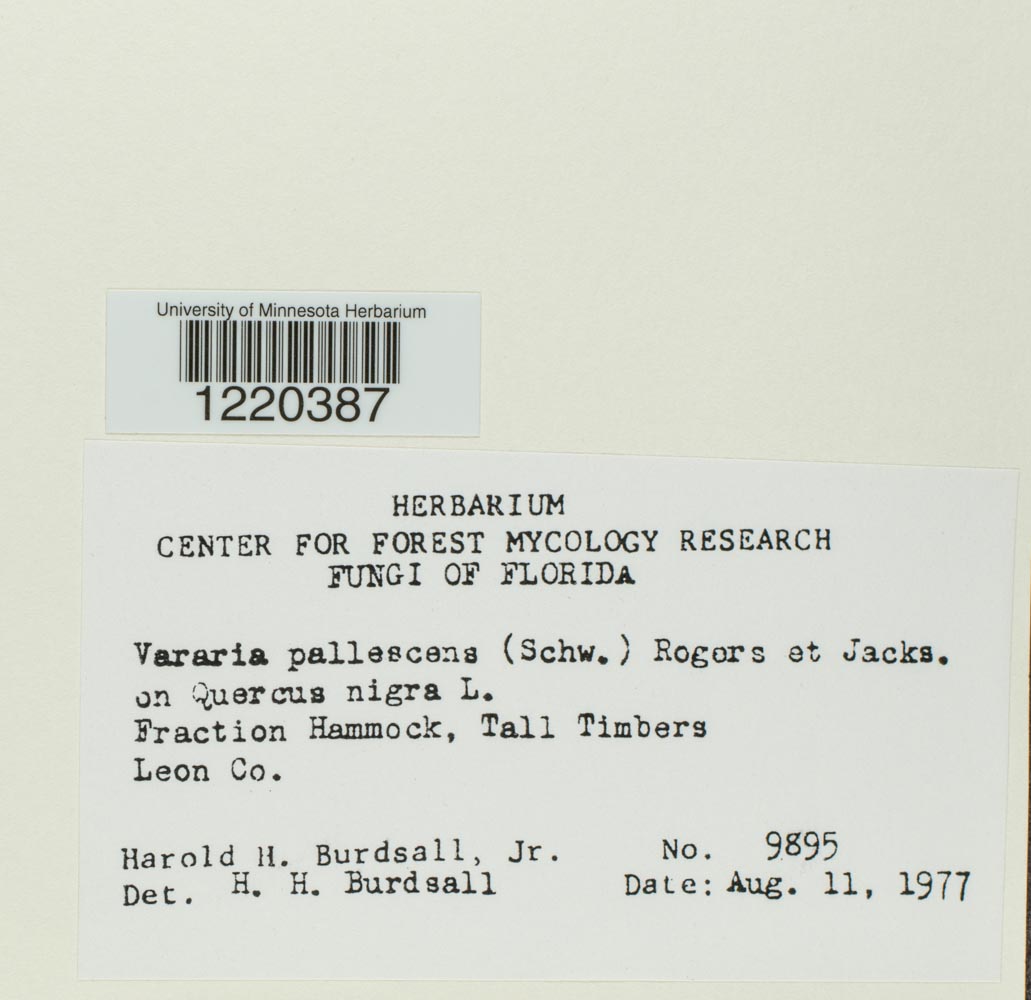 University of Minnesota Herbarium
1220387
HERBARIUM
CENTER FOR FOREST MYCOLOGY RESEARCH
FUNGI OF FLORIDA
Vararia pallescens (Schw.) Rogers et Jacks.
on Quercus nigra L.
Fraction Hammock, Tall Timbers
Leon Co.
Harold H. Burdsall, Jr. No. 9895
Det. H. H. Burdsall Date: Aug. 11, 1977